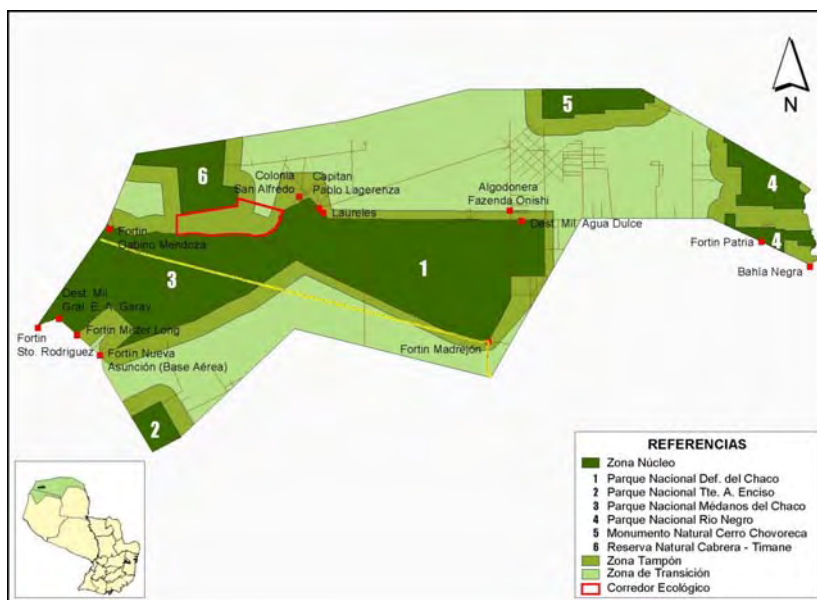 N
5
6
4
Colonia
San Alfredo
Capitan
Pablo Lagerenza
Laureles
Algodonera
Fazenda Onishi
Dest. Mil. Agua Dulce
Fortin Patria
4
Bahía Negra
Fortin
Gabino Mendoza
3
1
Dest. Mil.
Gral. E. A. Garay
Fortin
Sto. Rodriguez
Fortin Mister Long
Fortin Nueva
Asunción (Base Aérea)
Fortin Madrejón
2
REFERENCIAS
Zona Núcleo
1 Parque Nacional Def. del Chaco
2 Parque Nacional Tte. A. Enciso
3 Parque Nacional Médanos del Chaco
4 Parque Nacional Rio Negro
5 Monumento Natural Cerro Chovoreca
6 Reserva Natural Cabrera - Timane
Zona Tampón
Zona de Transición
Corredor Ecológico